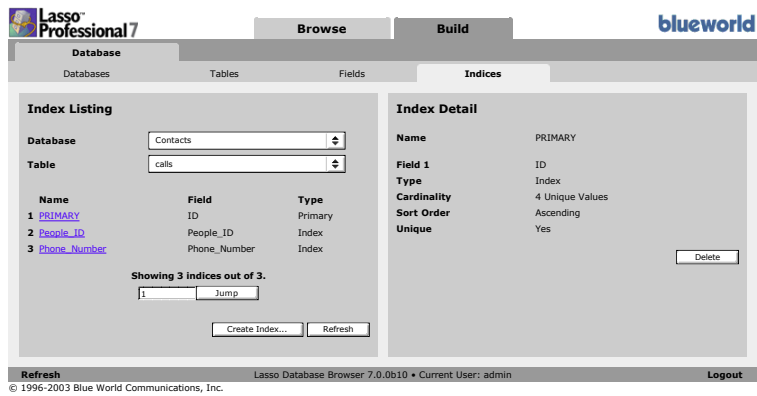 Lasso™
Professional 7
Browse
Build
blueworld
Database
Databases
Tables
Fields
Indices
Index Listing
Database Contacts
Table calls
Name Field Type
1 PRIMARY ID Primary
2 People_ID People_ID Index
3 Phone_Number Phone_Number Index
Showing 3 indices out of 3.
1 Jump
Create Index... Refresh
Index Detail
Name PRIMARY
Field 1 ID
Type Index
Cardinality 4 Unique Values
Sort Order Ascending
Unique Yes
Delete
Refresh Lasso Database Browser 7.0.0b10 • Current User: admin Logout
© 1996-2003 Blue World Communications, Inc.